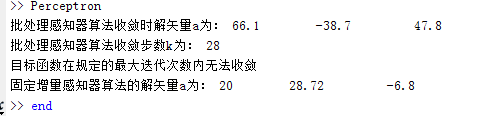 >> Perceptron
批处理感知器算法收敛时解矢量a为： 66.1 -38.7 47.8
批处理感知器算法收敛步数k为： 28
目标函数在规定的最大迭代次数内无法收敛
固定增量感知器算法的解矢量a为： 20 28.72 -6.8
>> end